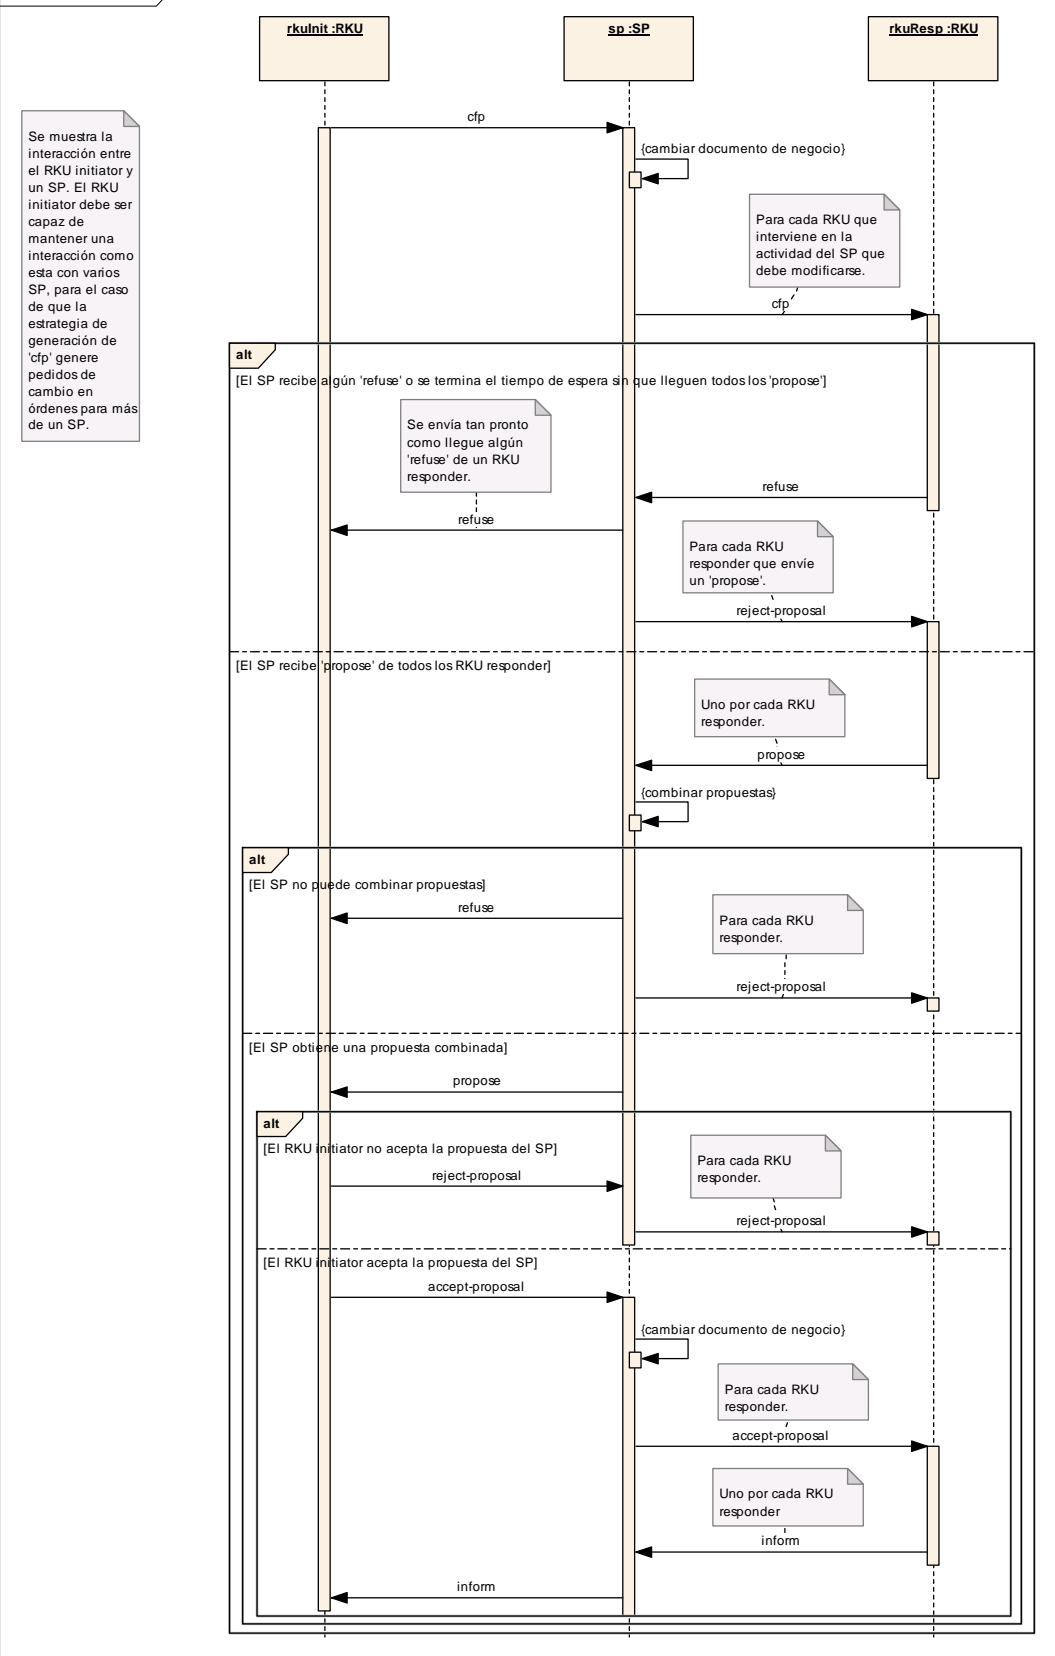 rkuInit :RKU
sp :SP
rkuResp :RKU
Se muestra la
interacción entre
el RKU initiator y
un SP. El RKU
initiator debe ser
capaz de
mantener una
interacción como
esta con varios
SP, para el caso
de que la
estrategia de
generación de
'cfp' genere
pedidos de
cambio en
órdenes para más
de un SP.
cfp
{cambiar documento de negocio}
Para cada RKU que
interviene en la
actividad del SP que
debe modificarse.
cfp
alt
[El SP recibe algún 'refuse' o se termina el tiempo de espera sin que lleguen todos los 'propose']
Se envía tan pronto
como llegue algún
'refuse' de un RKU
responder.
refuse
refuse
Para cada RKU
responder que envíe
un 'propose'.
reject-proposal
[El SP recibe 'propose' de todos los RKU responder]
Uno por cada RKU
responder.
propose
{combinar propuestas}
alt
[El SP no puede combinar propuestas]
refuse
Para cada RKU
responder.
reject-proposal
[El SP obtiene una propuesta combinada]
propose
alt
[El RKU initiator no acepta la propuesta del SP]
reject-proposal
Para cada RKU
responder.
reject-proposal
[El RKU initiator acepta la propuesta del SP]
accept-proposal
{cambiar documento de negocio}
Para cada RKU
responder.
accept-proposal
Uno por cada RKU
responder
inform
inform